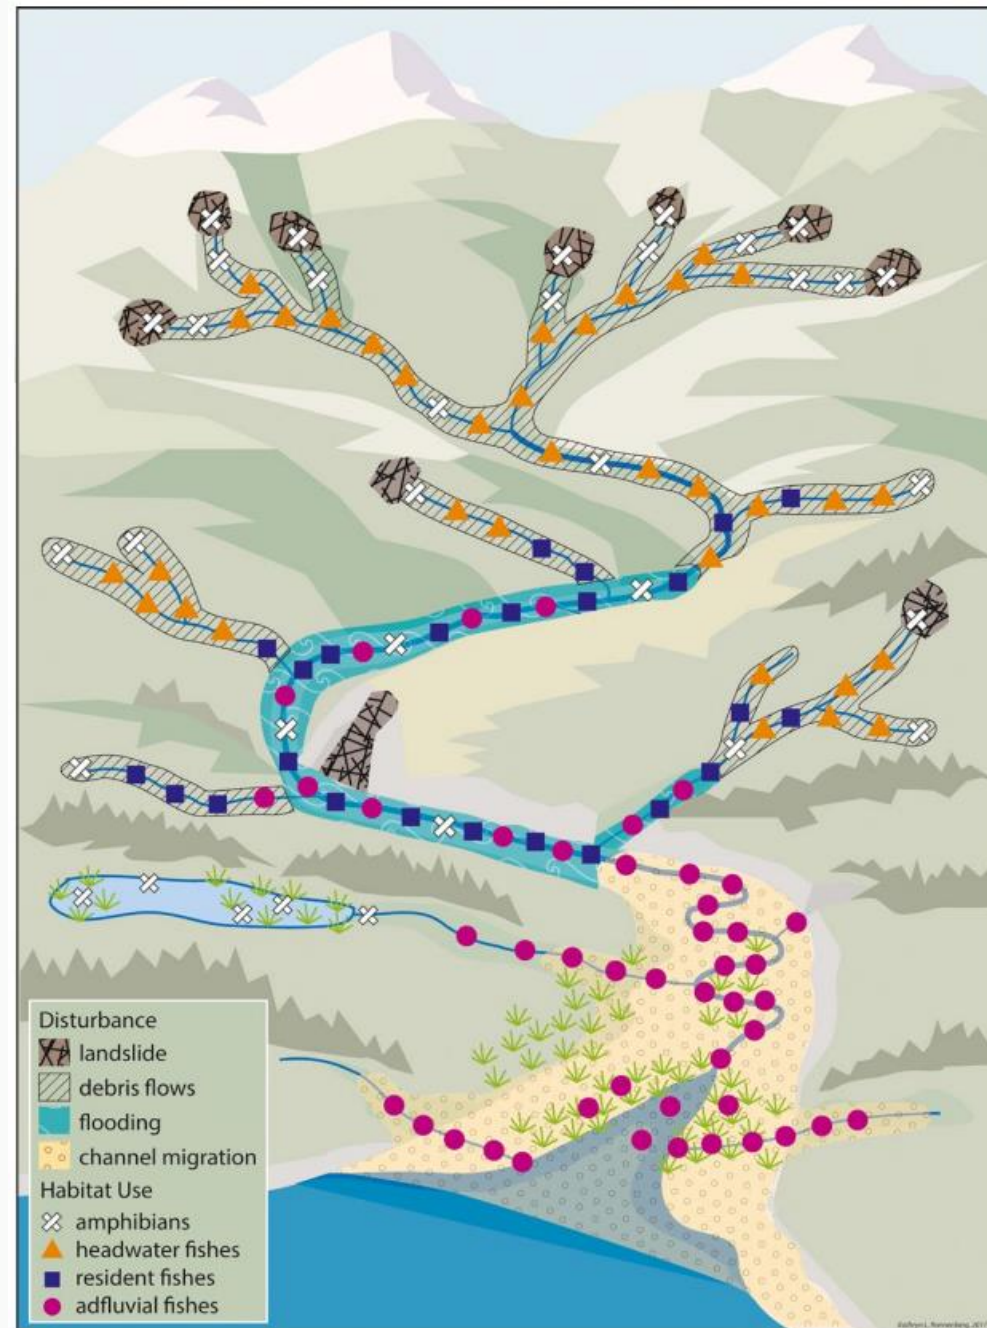 Disturbance
landslide
debris flows
flooding
channel migration
Habitat Use
amphibians
headwater fishes
resident fishes
adfluvial fishes